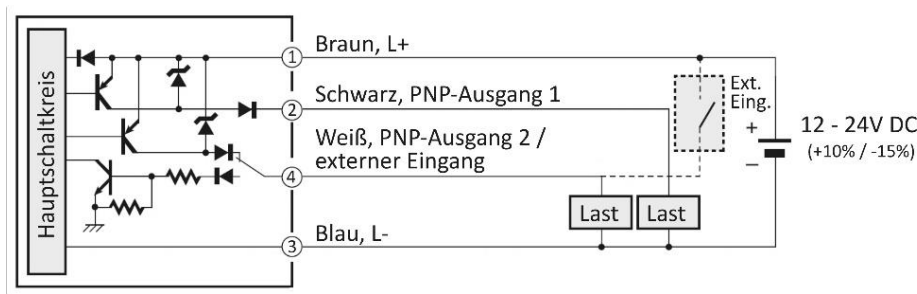 Hauptschaltkreis
1 Braun, L+
2 Schwarz, PNP-Ausgang 1
Weiß, PNP-Ausgang 2 /
4 externer Eingang
3 Blau, L-
Ext.
Eing.
+
−
12 - 24V DC
(+10% / -15%)
Last
Last